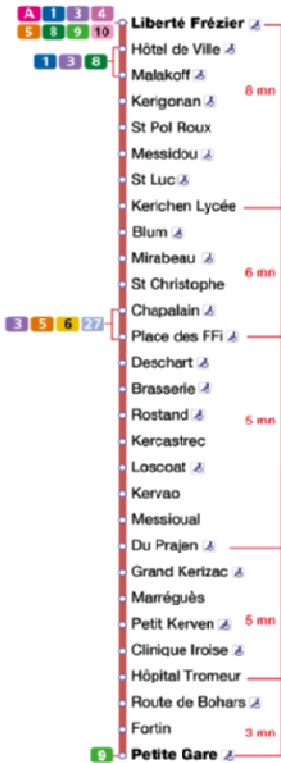 A 1 3 4
Liberté Frézier
5 8 9 10
Hôtel de Ville
1 3 8
Malakoff
8 mn
Kerigonan
St Pol Roux
Messidou
St Luc
Kerichen Lycée
Blum
Mirabeau
6 mn
St Christophe
Chapalain
3 5 6 27
Place des FFi
Deschart
Brasserie
Rostand
5 mn
Kercastrec
Loscoat
Kervao
Messioual
Du Prajen
Grand Kerizac
Marréguès
Petit Kerven
5 mn
Clinique Iroise
Hôpital Tromeur
Route de Bohars
Fortin
3 mn
9
Petite Gare